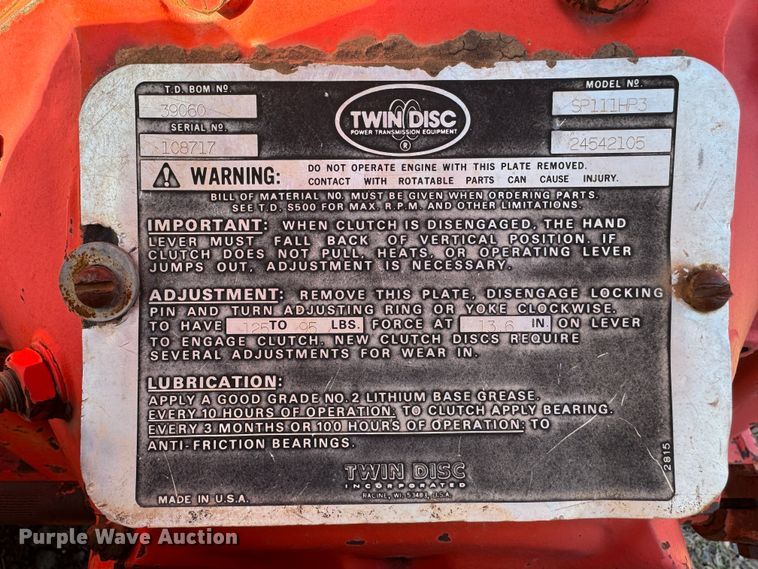 T.D. BOM Nº.
MODEL Nº.
39060
TWIN DISC
SP111HP3
POWER TRANSMISSION EQUIPMENT
SERIAL Nº.
®
108717
24542105
WARNING: DO NOT OPERATE ENGINE WITH THIS PLATE REMOVED.
CONTACT WITH ROTATABLE PARTS CAN CAUSE INJURY.
BILL OF MATERIAL NO. MUST BE GIVEN WHEN ORDERING PARTS.
SEE T.D. S500 FOR MAX R.P.M. AND OTHER LIMITATIONS.
IMPORTANT: WHEN CLUTCH IS DISENGAGED, THE HAND
LEVER MUST FALL BACK OF VERTICAL POSITION. IF
CLUTCH DOES NOT PULL, HEATS, OR OPERATING LEVER
JUMPS OUT, ADJUSTMENT IS NECESSARY.
ADJUSTMENT: REMOVE THIS PLATE, DISENGAGE LOCKING
PIN AND TURN ADJUSTING RING OR YOKE CLOCKWISE.
TO HAVE 125 TO 95 LBS. FORCE AT 13.6 IN. ON LEVER
TO ENGAGE CLUTCH. NEW CLUTCH DISCS REQUIRE
SEVERAL ADJUSTMENTS FOR WEAR IN.
LUBRICATION:
APPLY A GOOD GRADE NO. 2 LITHIUM BASE GREASE.
EVERY 10 HOURS OF OPERATION, TO CLUTCH APPLY BEARING.
EVERY 3 MONTHS OR 100 HOURS OF OPERATION; TO
ANTI-FRICTION BEARINGS.
2815
TWIN DISC
INCORPORATED
RACINE, WI. 53403, U.S.A.
MADE IN U.S.A.
Purple Wave Auction